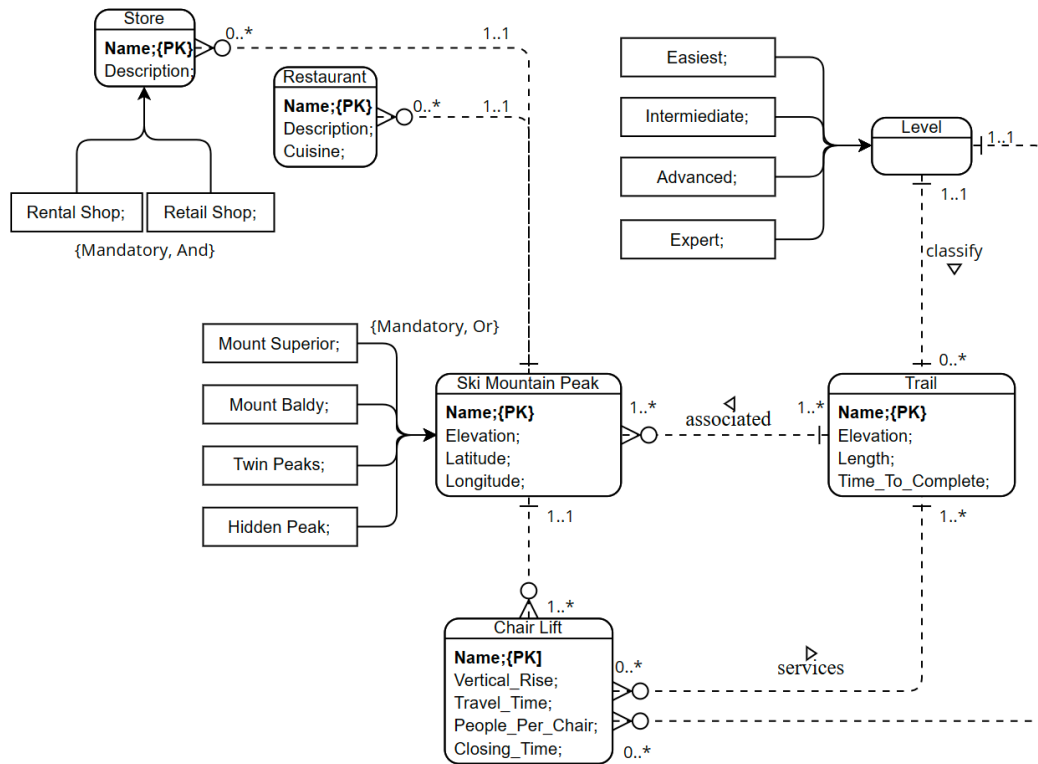 Store
Name;{PK}
Description;
0..*
1..1
Restaurant
Name;{PK}
Description;
Cuisine;
0..*
1..1
Rental Shop;
Retail Shop;
{Mandatory, And}
Easiest;
Intermiediate;
Advanced;
Expert;
Level
1..1
1..1
classify
0..*
{Mandatory, Or}
Mount Superior;
Mount Baldy;
Twin Peaks;
Hidden Peak;
Ski Mountain Peak
Name;{PK}
Elevation;
Latitude;
Longitude;
1..*
associated
1..*
Trail
Name;{PK}
Elevation;
Length;
Time_To_Complete;
1..1
1..*
1..*
Chair Lift
Name;{PK]
Vertical_Rise;
Travel_Time;
People_Per_Chair;
Closing_Time;
0..*
services
0..*